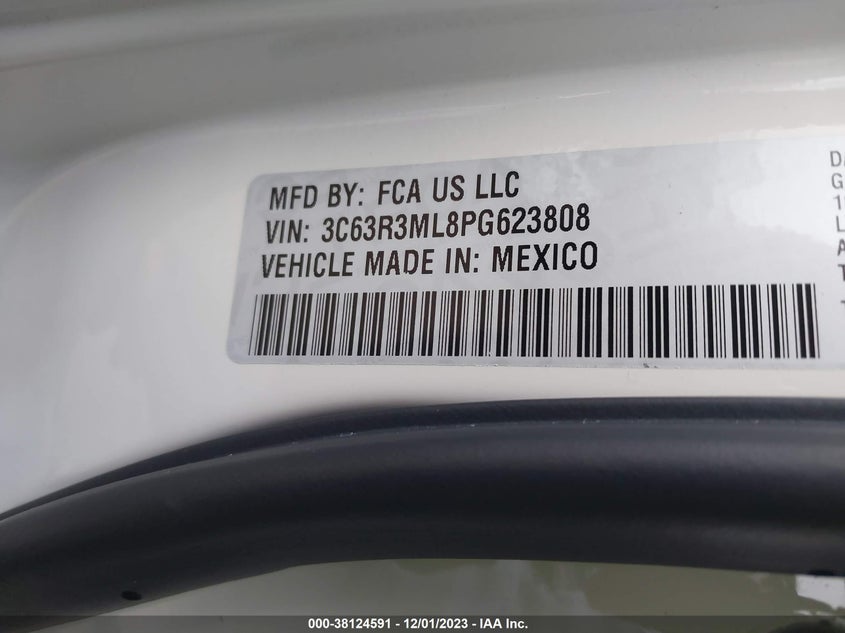 MFD BY: FCA US LLC
VIN: 3C63R3ML8PG623808
VEHICLE MADE IN: MEXICO
000-38124591 - 12/01/2023 - IAA Inc.